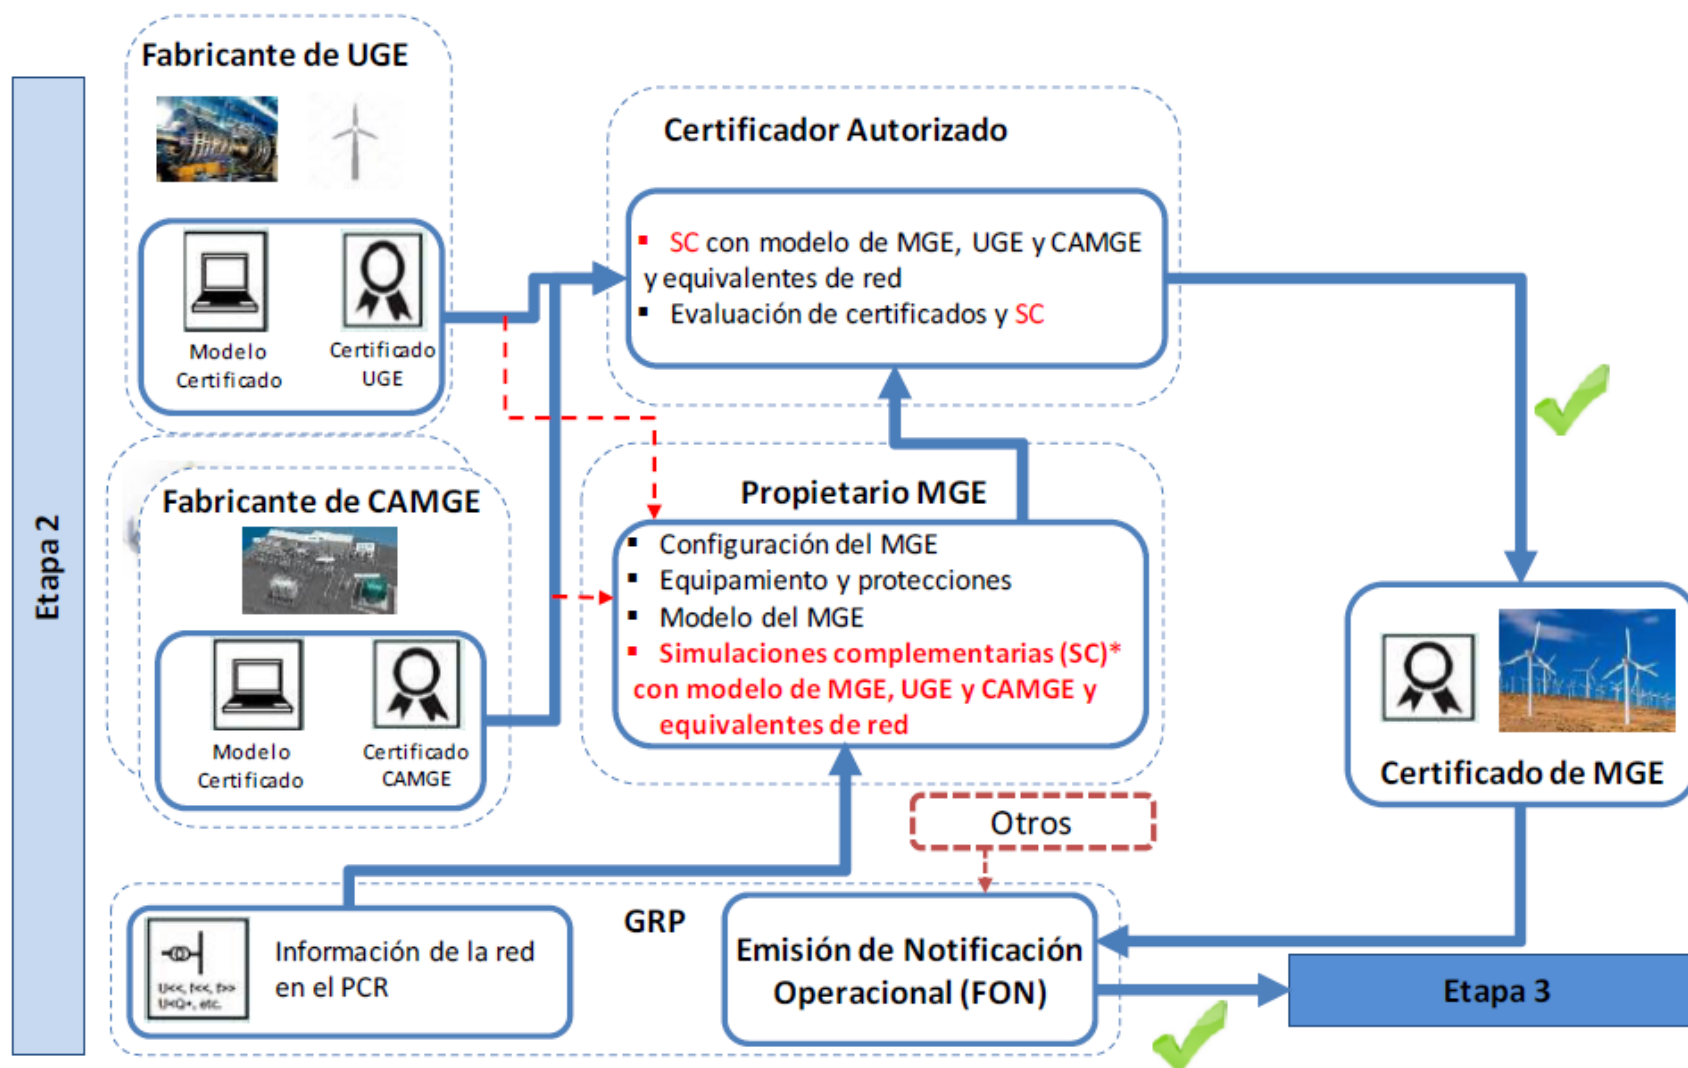 Etapa 2
Fabricante de UGE
Modelo
Certificado
Certificado
UGE
Fabricante de CAMGE
Modelo
Certificado
Certificado
CAMGE
Certificador Autorizado
SC con modelo de MGE, UGE y CAMGE
y equivalentes de red
Evaluación de certificados y SC
Propietario MGE
Configuración del MGE
Equipamiento y protecciones
Modelo del MGE
Simulaciones complementarias (SC)*
con modelo de MGE, UGE y CAMGE y
equivalentes de red
Certificado de MGE
Otros
GRP
U<<, f<<, f>>
U<Q+, etc.
Información de la red
en el PCR
Emisión de Notificación
Operacional (FON)
Etapa 3